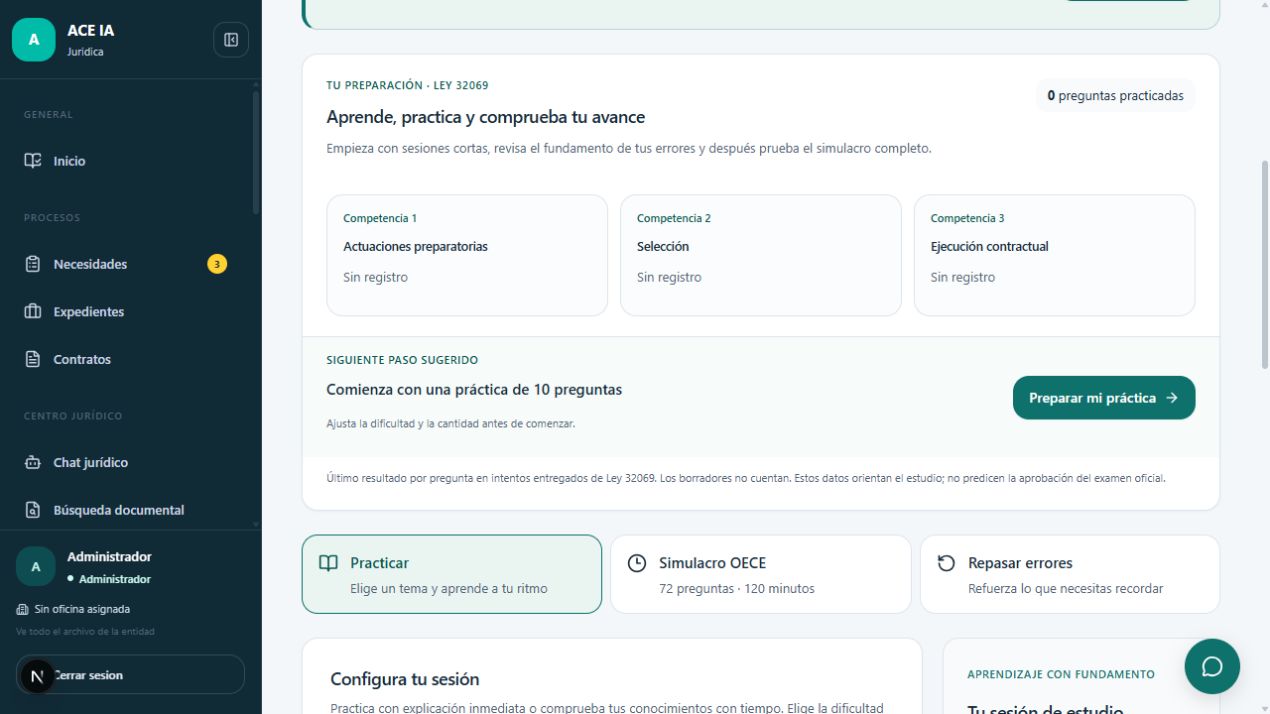 A
ACE IA
Juridica
GENERAL
Inicio
PROCESOS
Necesidades
3
Expedientes
Contratos
CENTRO JURÍDICO
Chat jurídico
Búsqueda documental
A
Administrador
Administrador
Sin oficina asignada
Ve todo el archivo de la entidad
N
Cerrar sesion
TU PREPARACIÓN · LEY 32069
0 preguntas practicadas
Aprende, practica y comprueba tu avance
Empieza con sesiones cortas, revisa el fundamento de tus errores y después prueba el simulacro completo.
Competencia 1
Actuaciones preparatorias
Sin registro
Competencia 2
Selección
Sin registro
Competencia 3
Ejecución contractual
Sin registro
SIGUIENTE PASO SUGERIDO
Comienza con una práctica de 10 preguntas
Ajusta la dificultad y la cantidad antes de comenzar.
Preparar mi práctica →
Último resultado por pregunta en intentos entregados de Ley 32069. Los borradores no cuentan. Estos datos orientan el estudio; no predicen la aprobación del examen oficial.
Practicar
Elige un tema y aprende a tu ritmo
Simulacro OECE
72 preguntas · 120 minutos
Repasar errores
Refuerza lo que necesitas recordar
Configura tu sesión
Practica con explicación inmediata o comprueba tus conocimientos con tiempo. Elige la dificultad
APRENDIZAJE CON FUNDAMENTO
Tu sesión de estudio